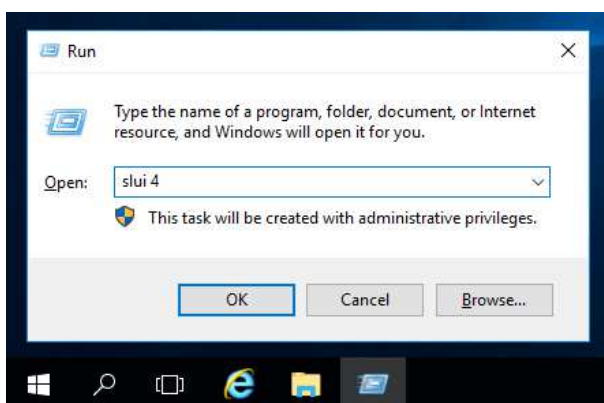 Run
Type the name of a program, folder, document, or Internet
resource, and Windows will open it for you.
Open:
slui 4
This task will be created with administrative privileges.
OK
Cancel
Browse...